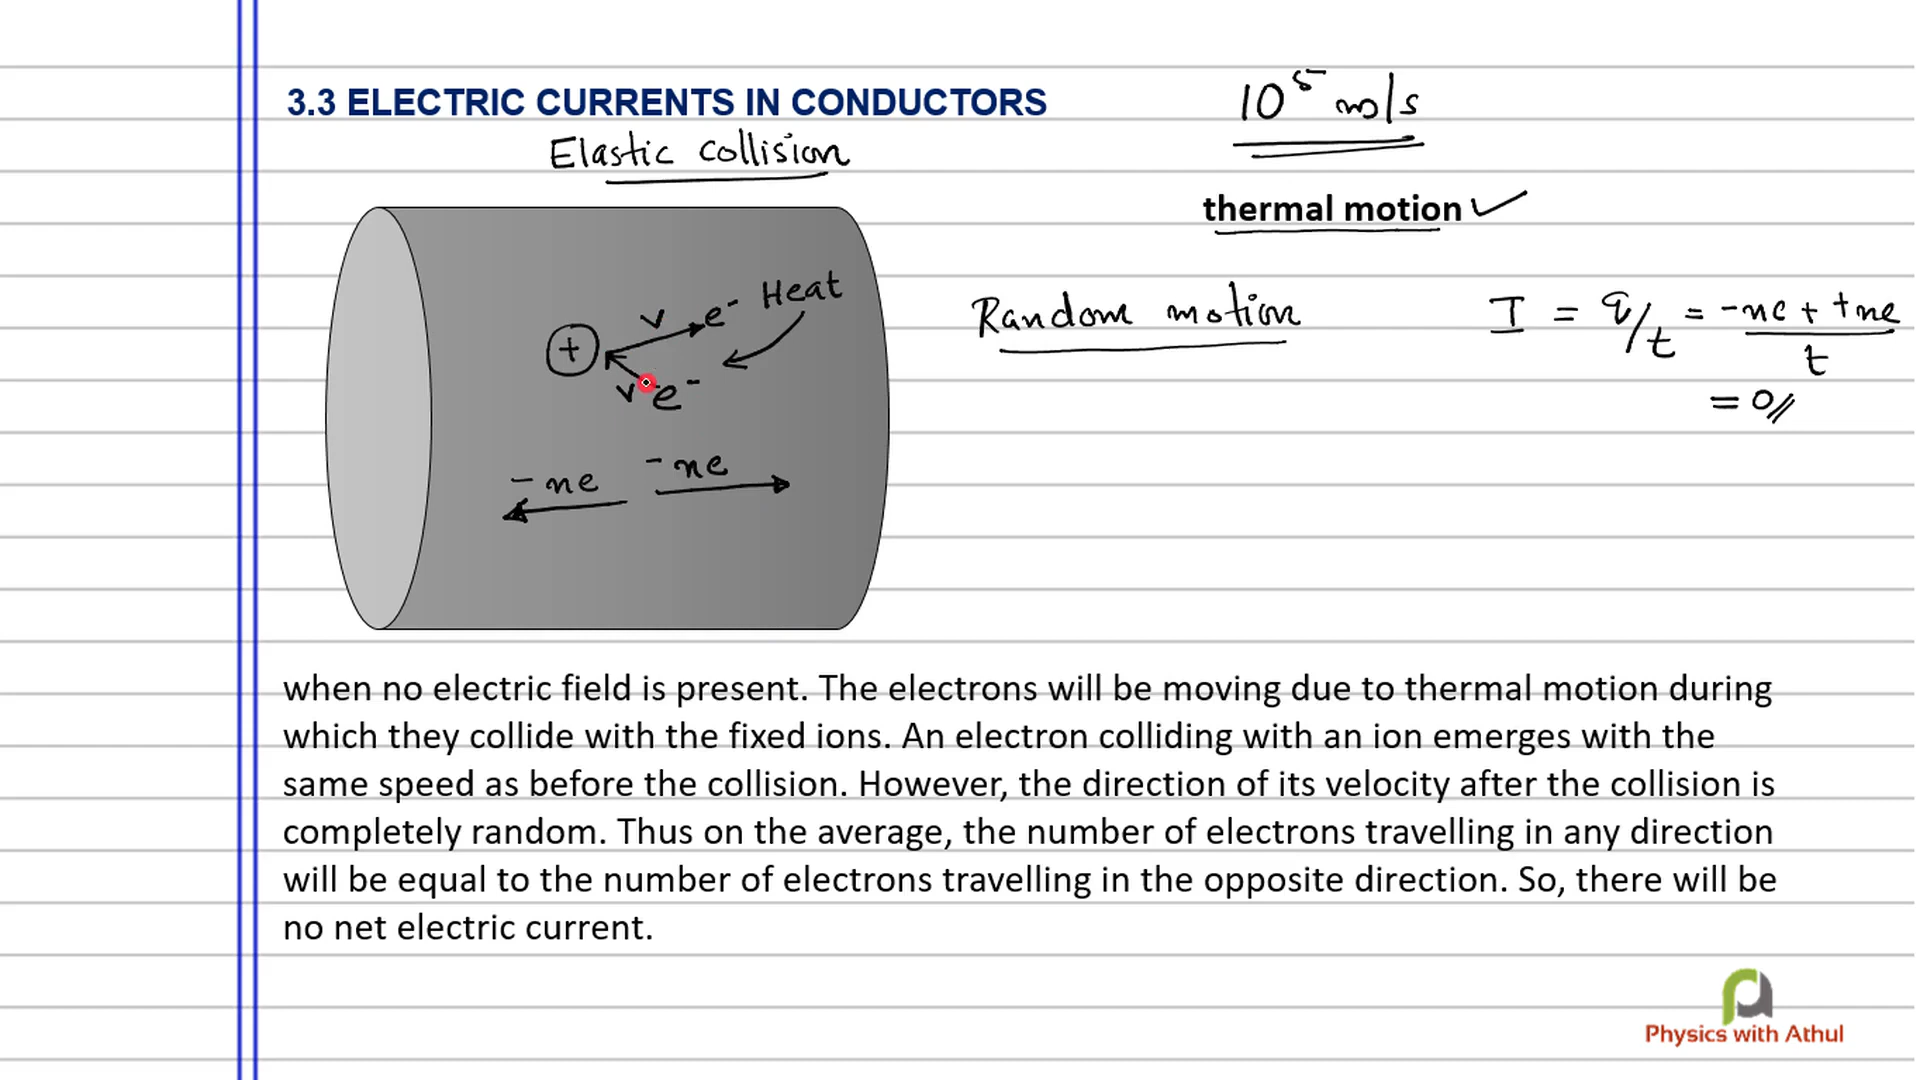 3.3 ELECTRIC CURRENTS IN CONDUCTORS
10⁵ m/s
Elastic collision
thermal motion ✓
Heat
v e⁻
+
v e⁻
Random motion
I = q/t = -ne + +ne / t
= 0//
-ne -ne
when no electric field is present. The electrons will be moving due to thermal motion during
which they collide with the fixed ions. An electron colliding with an ion emerges with the
same speed as before the collision. However, the direction of its velocity after the collision is
completely random. Thus on the average, the number of electrons travelling in any direction
will be equal to the number of electrons travelling in the opposite direction. So, there will be
no net electric current.
Physics with Athul